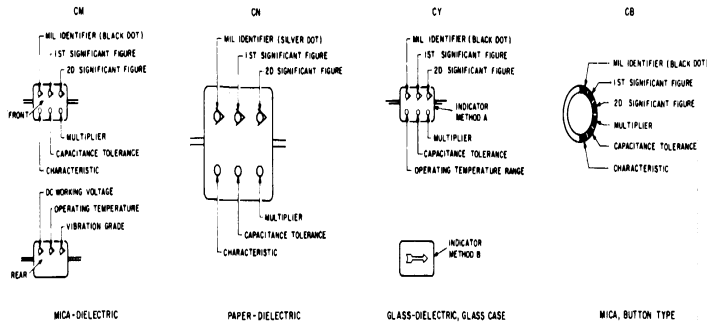 CM
MIL IDENTIFIER (BLACK DOT)
1ST SIGNIFICANT FIGURE
2D SIGNIFICANT FIGURE
FRONT
MULTIPLIER
CAPACITANCE TOLERANCE
CHARACTERISTIC
DC WORKING VOLTAGE
OPERATING TEMPERATURE
VIBRATION GRADE
REAR
MICA-DIELECTRIC
CN
MIL IDENTIFIER (SILVER DOT)
1ST SIGNIFICANT FIGURE
2D SIGNIFICANT FIGURE
MULTIPLIER
CAPACITANCE TOLERANCE
CHARACTERISTIC
PAPER-DIELECTRIC
CY
MIL IDENTIFIER (BLACK DOT)
1ST SIGNIFICANT FIGURE
2D SIGNIFICANT FIGURE
INDICATOR
METHOD A
MULTIPLIER
CAPACITANCE TOLERANCE
OPERATING TEMPERATURE RANGE
INDICATOR
METHOD B
GLASS-DIELECTRIC, GLASS CASE
CB
MIL IDENTIFIER (BLACK DOT)
1ST SIGNIFICANT FIGURE
2D SIGNIFICANT FIGURE
MULTIPLIER
CAPACITANCE TOLERANCE
CHARACTERISTIC
MICA, BUTTON TYPE